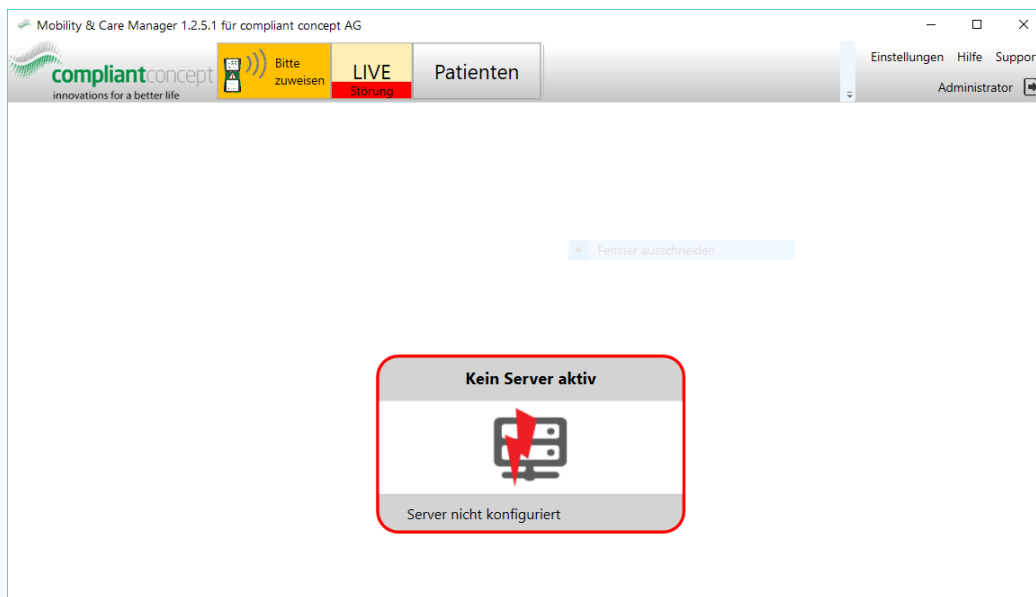 Mobility & Care Manager 1.2.5.1 für compliant concept AG
compliantconcept
innovations for a better life
Bitte
zuweisen
LIVE
Störung
Patienten
Einstellungen Hilfe Suppor
Administrator
Fenster ausschneiden
Kein Server aktiv
Server nicht konfiguriert